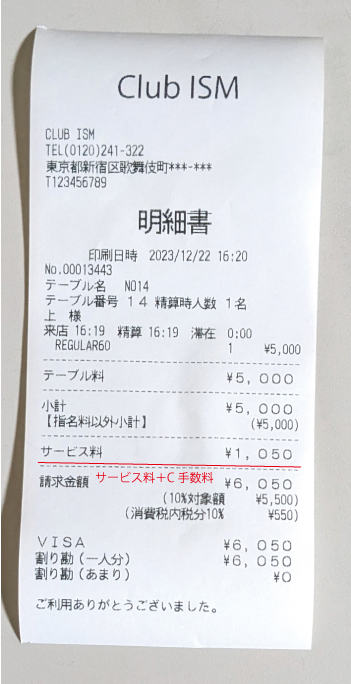 Club ISM
CLUB ISM
TEL(0120)241-322
東京都新宿区歌舞伎町***-***
T123456789
明細書
印刷日時 2023/12/22 16:20
No.00013443
テーブル名 NO14
テーブル番号 14 精算時人数 1名
上 様
来店 16:19 精算 16:19 滞在 0:00
REGULAR60 1 ¥5,000
テーブル料 ¥5,000
小計 ¥5,000
【指名料以外小計】 (¥5,000)
サービス料 ¥1,050
サービス料+C手数料
請求金額 ¥6,050
(10%対象額 ¥5,500)
(消費税内税分10% ¥550)
VISA ¥6,050
割り勘(一人分) ¥6,050
割り勘(あまり) ¥0
ご利用ありがとうございました。